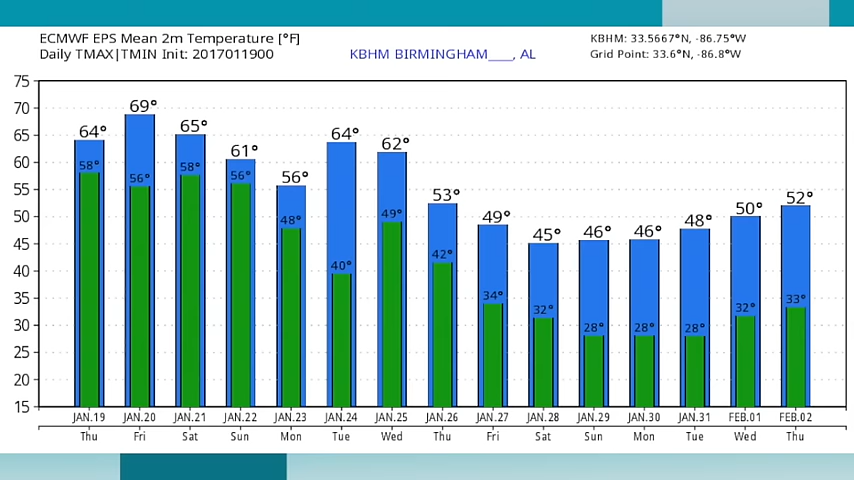 ECMWF EPS Mean 2m Temperature [°F]
Daily TMAX|TMIN Init: 2017011900
KBHM BIRMINGHAM___, AL
KBHM: 33.5667°N, -86.75°W
Grid Point: 33.6°N, -86.8°W
75
70
65
60
55
50
45
40
35
30
25
20
15
64° 69° 65° 61° 56° 64° 62° 53° 49° 45° 46° 46° 48° 50° 52°
58° 56° 58° 56° 48° 40° 49° 42° 34° 32° 28° 28° 28° 32° 33°
JAN.19 JAN.20 JAN.21 JAN.22 JAN.23 JAN.24 JAN.25 JAN.26 JAN.27 JAN.28 JAN.29 JAN.30 JAN.31 FEB.01 FEB.02
Thu Fri Sat Sun Mon Tue Wed Thu Fri Sat Sun Mon Tue Wed Thu